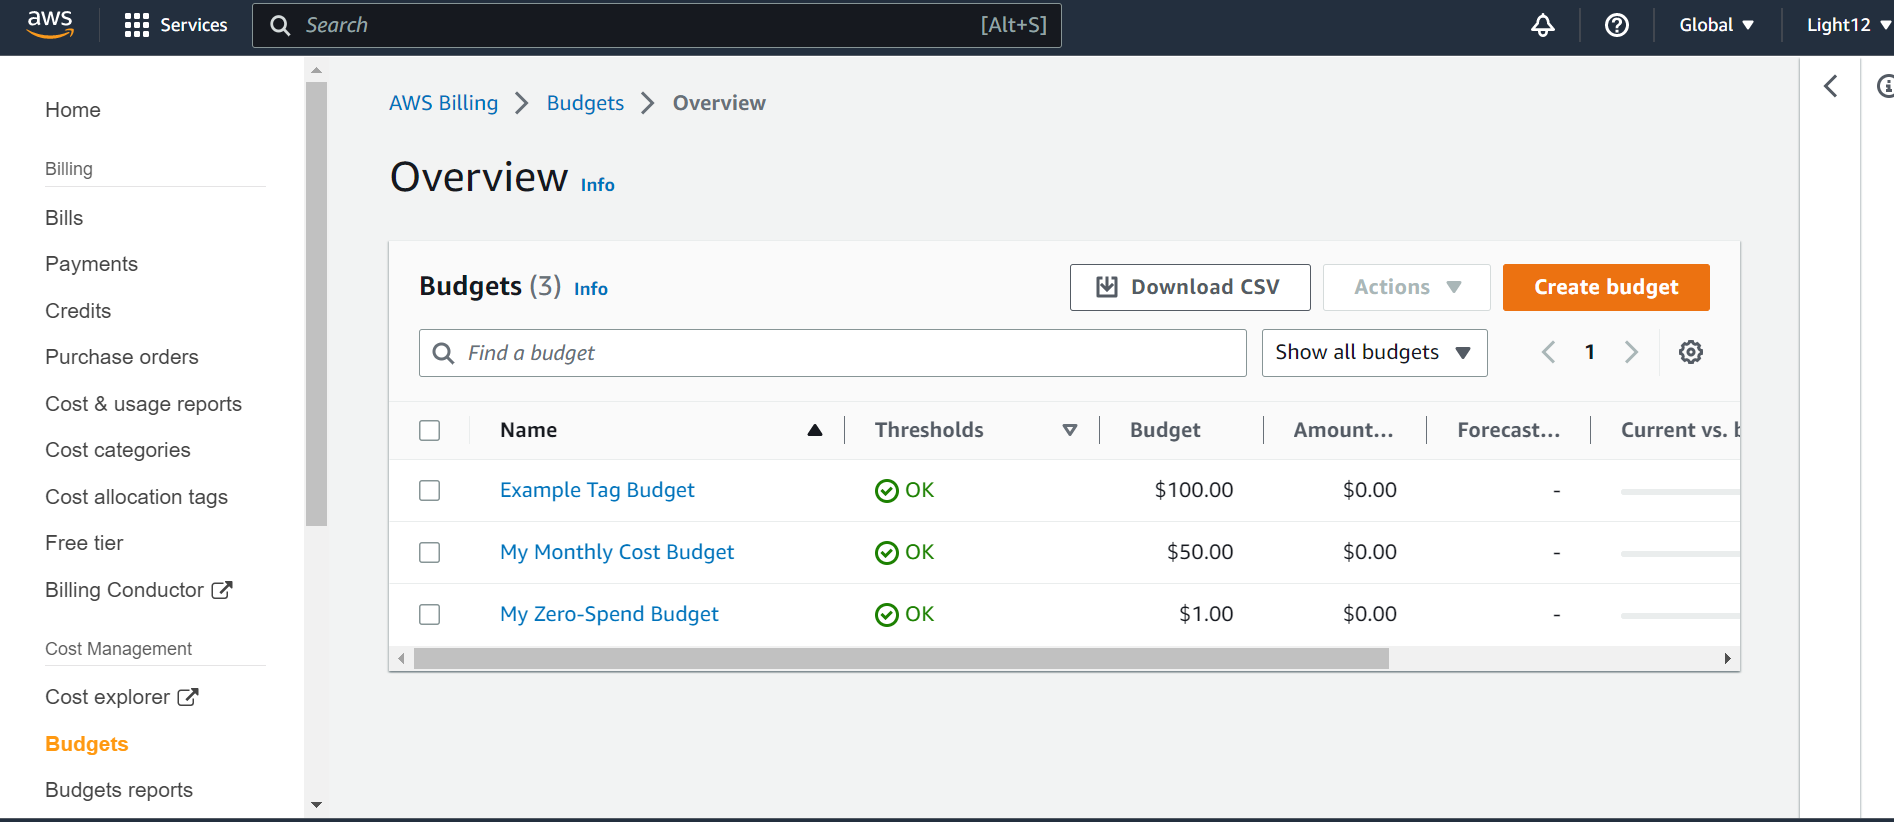 aws Services Search [Alt+S] Global Light12
Home
Billing
Bills
Payments
Credits
Purchase orders
Cost & usage reports
Cost categories
Cost allocation tags
Free tier
Billing Conductor
Cost Management
Cost explorer
Budgets
Budgets reports
AWS Billing Budgets Overview
Overview Info
Budgets (3) Info Download CSV Actions Create budget
Find a budget Show all budgets 1
Name Thresholds Budget Amount... Forecast... Current vs.
Example Tag Budget OK $100.00 $0.00 -
My Monthly Cost Budget OK $50.00 $0.00 -
My Zero-Spend Budget OK $1.00 $0.00 -